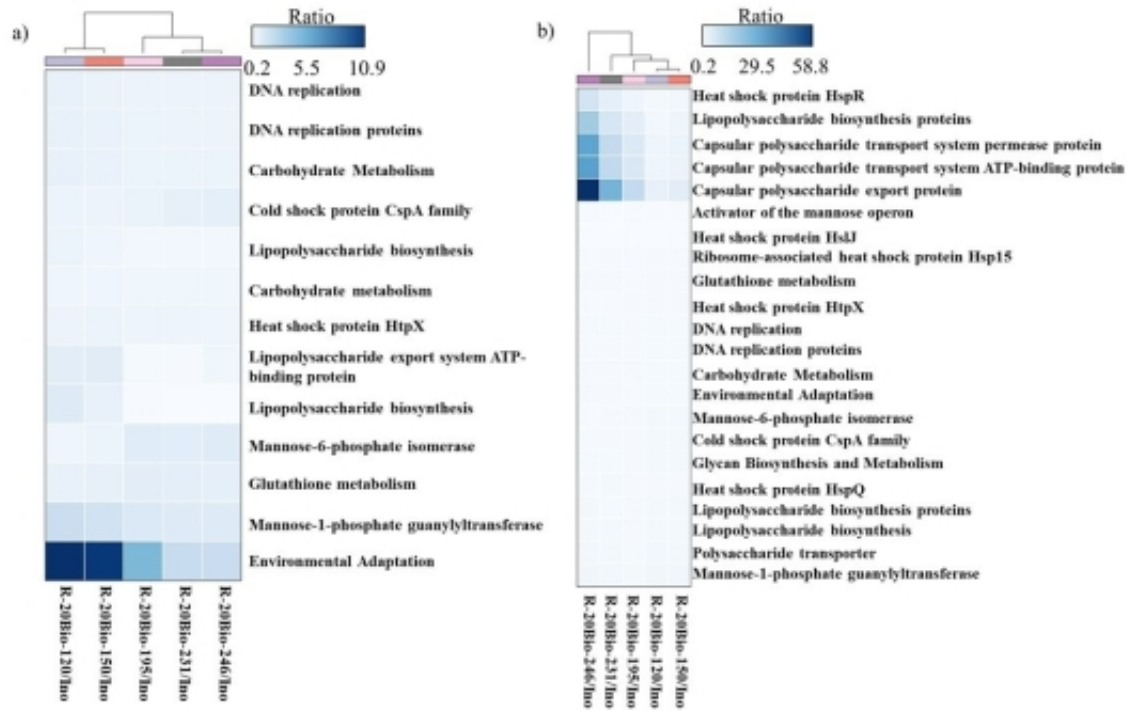 a)
Ratio
0.2 5.5 10.9
DNA replication
DNA replication proteins
Carbohydrate Metabolism
Cold shock protein CspA family
Lipopolysaccharide biosynthesis
Carbohydrate metabolism
Heat shock protein HtpX
Lipopolysaccharide export system ATP-
binding protein
Lipopolysaccharide biosynthesis
Mannose-6-phosphate isomerase
Glutathione metabolism
Mannose-1-phosphate guanylyltransferase
Environmental Adaptation
R-20Bio-120/Ino
R-20Bio-150/Ino
R-20Bio-195/Ino
R-20Bio-231/Ino
R-20Bio-246/Ino
b)
Ratio
0.2 29.5 58.8
Heat shock protein HspR
Lipopolysaccharide biosynthesis proteins
Capsular polysaccharide transport system permease protein
Capsular polysaccharide transport system ATP-binding protein
Capsular polysaccharide export protein
Activator of the mannose operon
Heat shock protein HslJ
Ribosome-associated heat shock protein Hsp15
Glutathione metabolism
Heat shock protein HtpX
DNA replication
DNA replication proteins
Carbohydrate Metabolism
Environmental Adaptation
Mannose-6-phosphate isomerase
Cold shock protein CspA family
Glycan Biosynthesis and Metabolism
Heat shock protein HspQ
Lipopolysaccharide biosynthesis proteins
Lipopolysaccharide biosynthesis
Polysaccharide transporter
Mannose-1-phosphate guanylyltransferase
R-20Bio-246/Ino
R-20Bio-231/Ino
R-20Bio-195/Ino
R-20Bio-120/Ino
R-20Bio-150/Ino